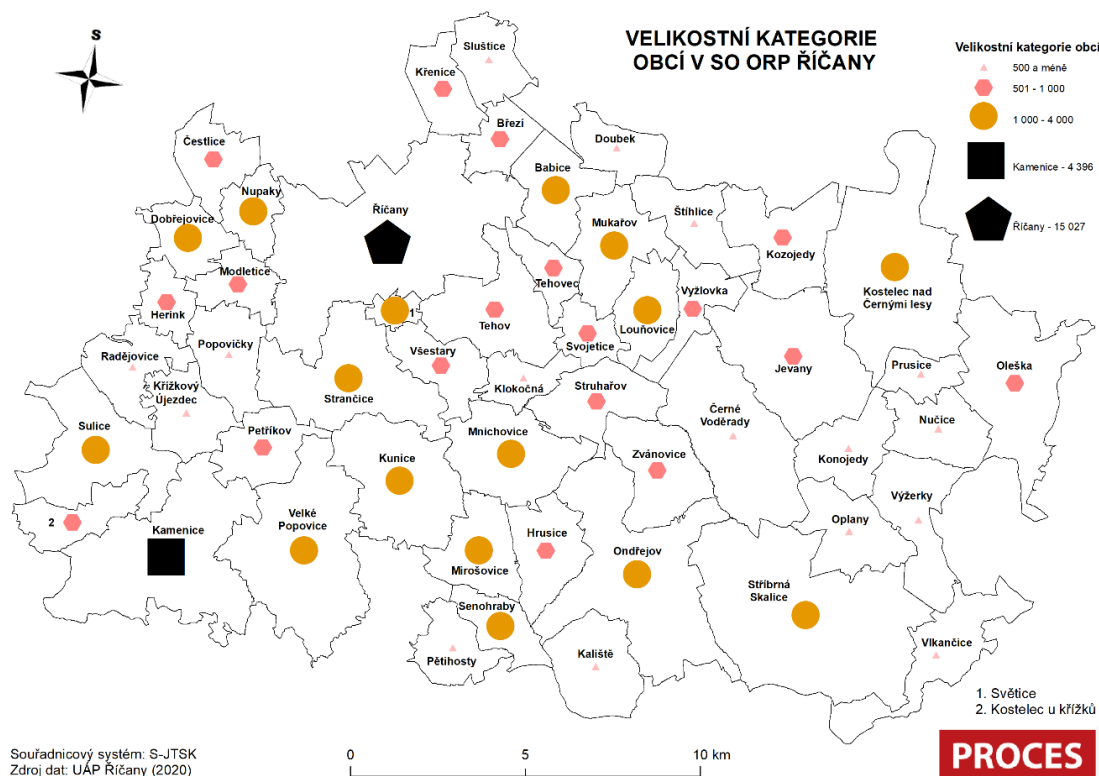 S
VELIKOSTNÍ KATEGORIE
OBCÍ V SO ORP ŘÍČANY
Velikostní kategorie obcí
500 a méně
501 - 1 000
1 000 - 4 000
Kamenice - 4 396
Říčany - 15 027
Sluštice
Křenice
Březí
Doubek
Čestlice
Babice
Nupaky
Dobřejovice
Říčany
Mukařov
Štíhlice
Kozojedy
Kostelec nad
Černými lesy
Modletice
Tehovec
Vyžlovka
Herink
1
Tehov
Louňovice
Svojetice
Popovičky
Radějovice
Všestary
Jevany
Prusice
Oleška
Křížkový
Újezdec
Strančice
Klokočná
Struhařov
Černé
Voděrady
Nučice
Sulice
Petříkov
Mnichovice
Kunice
Zvánovice
Konojedy
Výžerky
2
Kamenice
Velké
Popovice
Hrusice
Oplany
Mirošovice
Ondřejov
Stříbrná
Skalice
Senohraby
Pětihosty
Kaliště
Vlkančice
1. Světice
2. Kostelec u křížků
Souřadnicový systém: S-JTSK
Zdroj dat: ÚAP Říčany (2020)
0
5
10 km
PROCES